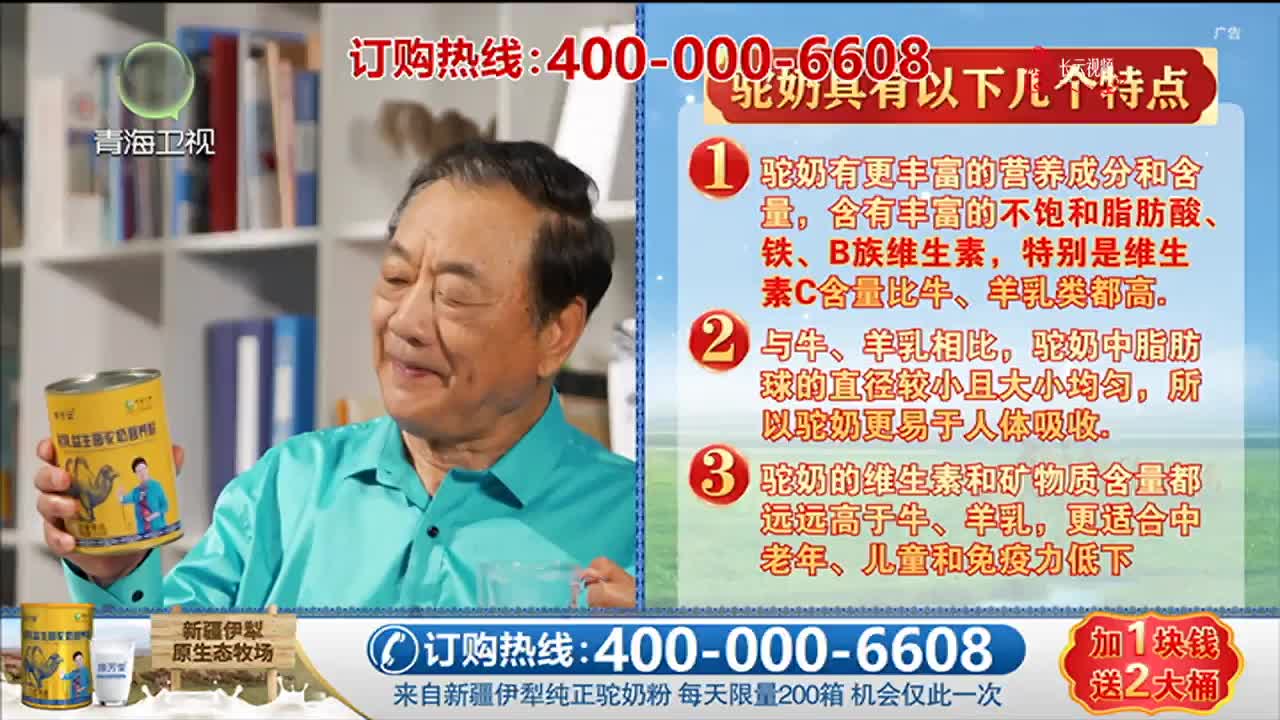 订购热线:400-000-6608
广告
长云视频
青海卫视
驼奶具有以下几个特点
1
驼奶有更丰富的营养成分和含
量，含有丰富的不饱和脂肪酸、
铁、B族维生素，特别是维生
素C含量比牛、羊乳类都高.
2
与牛、羊乳相比，驼奶中脂肪
球的直径较小且大小均匀，所
以驼奶更易于人体吸收.
3
驼奶的维生素和矿物质含量都
远远高于牛、羊乳，更适合中
老年、儿童和免疫力低下
新疆伊犁
原生态牧场
订购热线:400-000-6608
来自新疆伊犁纯正驼奶粉 每天限量200箱 机会仅此一次
加1块钱
送2大桶